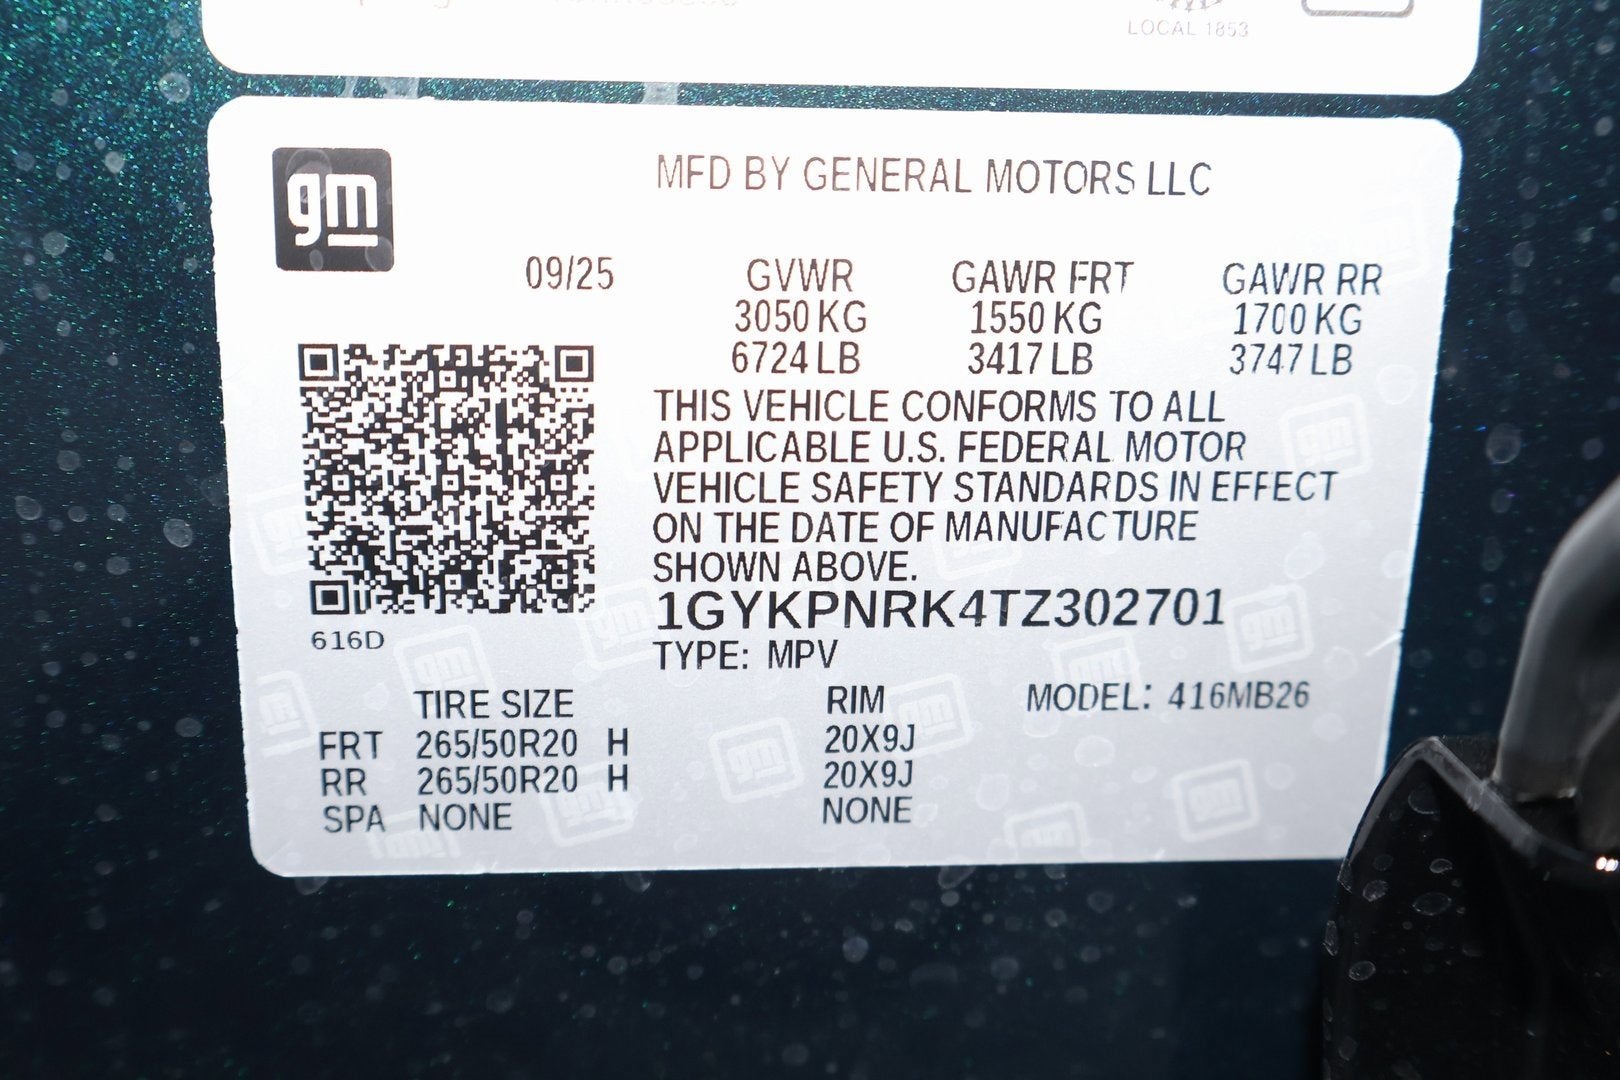 LOCAL 1853
gm
MFD BY GENERAL MOTORS LLC
09/25 GVWR GAWR FRT GAWR RR
3050 KG 1550 KG 1700 KG
6724 LB 3417 LB 3747 LB
THIS VEHICLE CONFORMS TO ALL
APPLICABLE U.S. FEDERAL MOTOR
VEHICLE SAFETY STANDARDS IN EFFECT
ON THE DATE OF MANUFACTURE
SHOWN ABOVE.
1GYKPNRK4TZ302701
616D
TYPE: MPV
TIRE SIZE RIM MODEL: 416MB26
FRT 265/50R20 H 20X9J
RR 265/50R20 H 20X9J
SPA NONE NONE